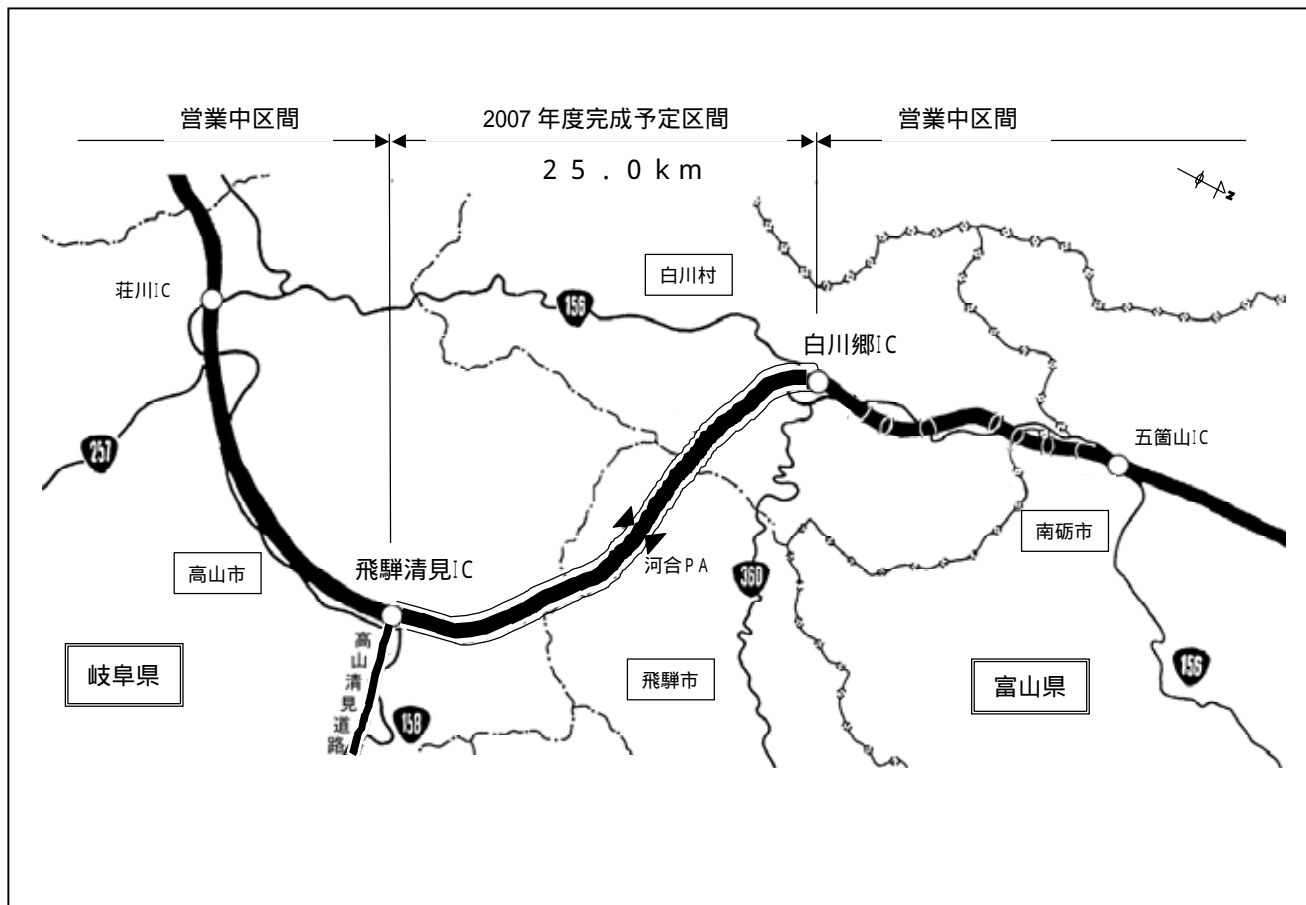 営業中区間
2007年度完成予定区間
営業中区間
25.0km
N
白川村
荘川IC
156
白川郷IC
257
五箇山IC
南砺市
高山市
飛騨清見IC
河合PA
360
岐阜県
高山清見道路
飛騨市
富山県
156
158